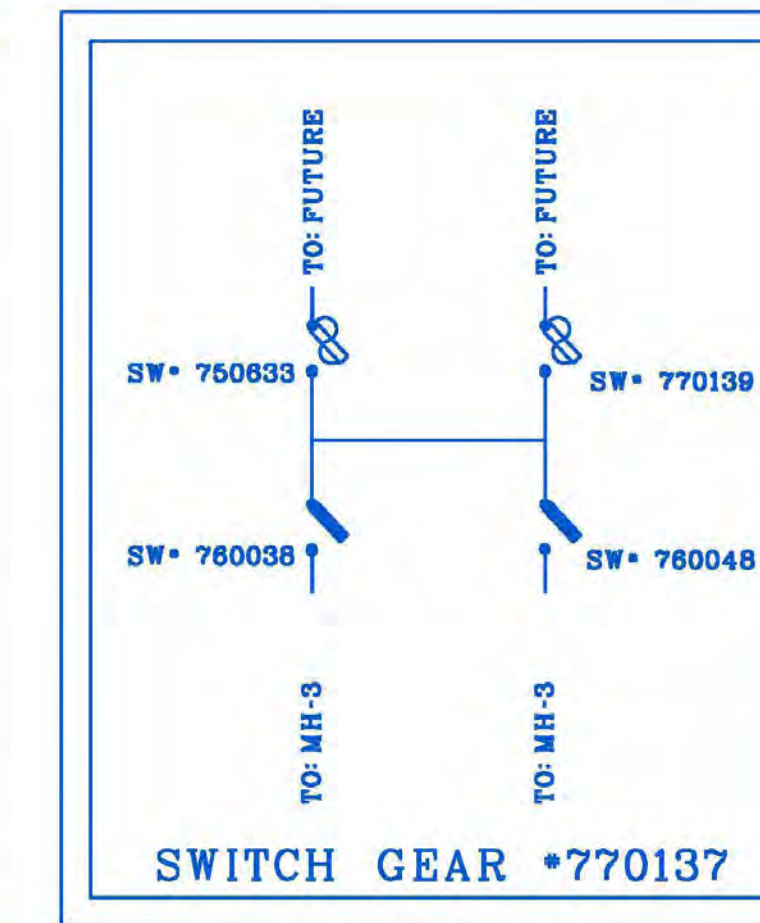 TO: FUTURE
TO: FUTURE
SW# 750633
SW# 770139
SW# 760038
SW# 760048
TO: MH-3
TO: MH-3
SWITCH GEAR #770137